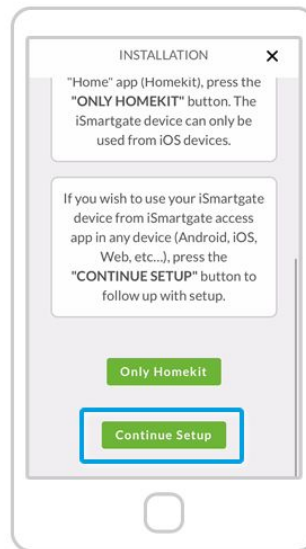 INSTALLATION ×
"Home" app (Homekit), press the
"ONLY HOMEKIT" button. The
iSmartgate device can only be
used from iOS devices.
If you wish to use your iSmartgate
device from iSmartgate access
app in any device (Android, iOS,
Web, etc...), press the
"CONTINUE SETUP" button to
follow up with setup.
Only Homekit
Continue Setup